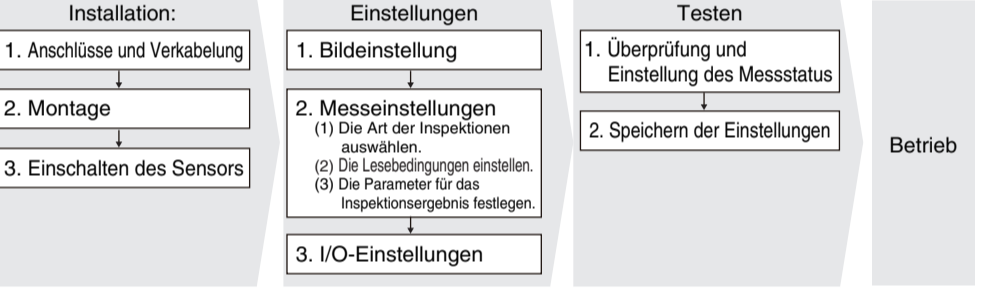 Installation:
1. Anschlüsse und Verkabelung
2. Montage
3. Einschalten des Sensors
Einstellungen
1. Bildeinstellung
2. Messeinstellungen
(1) Die Art der Inspektionen
auswählen.
(2) Die Lesebedingungen einstellen.
(3) Die Parameter für das
Inspektionsergebnis festlegen.
3. I/O-Einstellungen
Testen
1. Überprüfung und
Einstellung des Messstatus
2. Speichern der Einstellungen
Betrieb